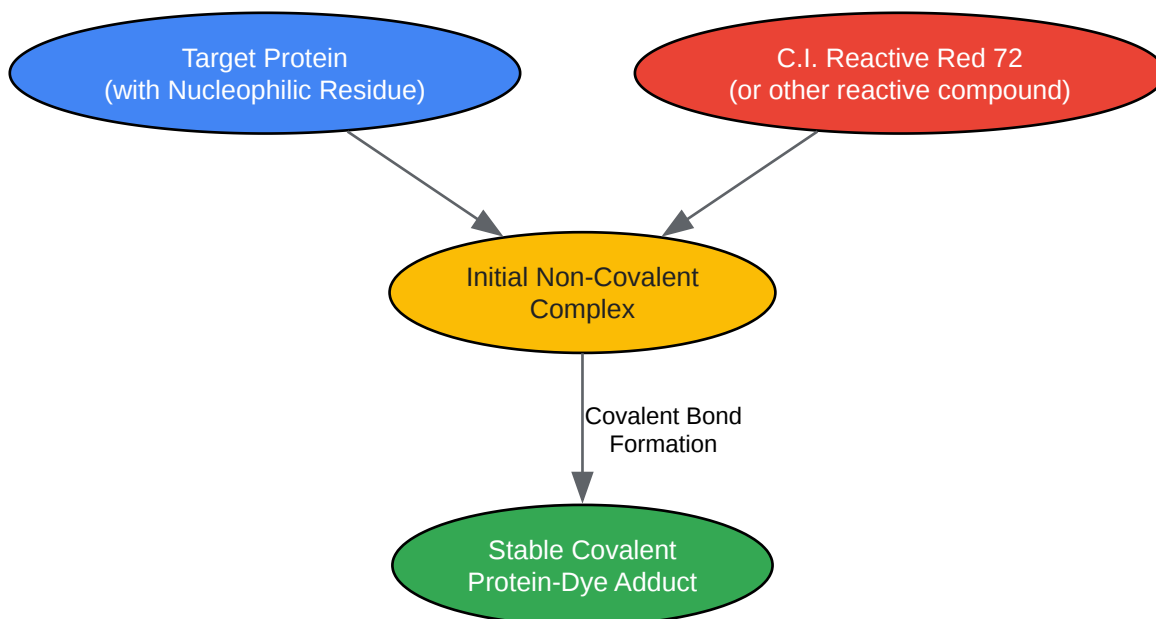 Target Protein
(with Nucleophilic Residue)
C.I. Reactive Red 72
(or other reactive compound)
Initial Non-Covalent
Complex
Covalent Bond
Formation
Stable Covalent
Protein-Dye Adduct